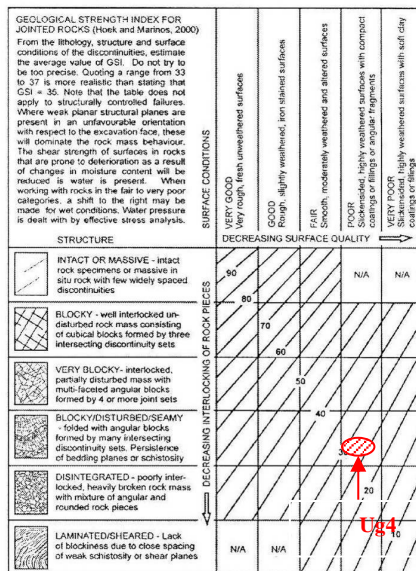 GEOLOGICAL STRENGTH INDEX FOR
JOINTED ROCKS (Hoek and Marinos, 2000)
From the lithology, structure and surface
conditions of the discontinuities, estimate
the average value of GSI. Do not try to
be too precise. Quoting a range from 33
to 37 is more realistic than stating that
GSI = 35. Note that the table does not
apply to structurally controlled failures.
Where weak planar structural planes are
present in an unfavourable orientation
with respect to the excavation face, these
will dominate the rock mass behaviour.
The shear strength of surfaces in rocks
that are prone to deterioration as a result
of changes in moisture content will be
reduced is water is present. When
working with rocks in the fair to very poor
categories, a shift to the right may be
made for wet conditions. Water pressure
is dealt with by effective stress analysis.
SURFACE CONDITIONS
VERY GOOD
Very rough, fresh unweathered surfaces
GOOD
Rough, slightly weathered, iron stained surfaces
FAIR
Smooth, moderately weathered and altered surfaces
POOR
Slickensided, highly weathered surfaces with compact
coatings or fillings or angular fragments
VERY POOR
Slickensided, highly weathered surfaces with soft clay
coatings or fillings
STRUCTURE
DECREASING SURFACE QUALITY
INTACT OR MASSIVE - intact
rock specimens or massive in
situ rock with few widely spaced
discontinuities
BLOCKY - well interlocked un-
disturbed rock mass consisting
of cubical blocks formed by three
intersecting discontinuity sets
VERY BLOCKY- interlocked,
partially disturbed mass with
multi-faceted angular blocks
formed by 4 or more joint sets
BLOCKY/DISTURBED/SEAMY
- folded with angular blocks
formed by many intersecting
discontinuity sets. Persistence
of bedding planes or schistosity
DISINTEGRATED - poorly inter-
locked, heavily broken rock mass
with mixture of angular and
rounded rock pieces
LAMINATED/SHEARED - Lack
of blockiness due to close spacing
of weak schistosity or shear planes
DECREASING INTERLOCKING OF ROCK PIECES
90
N/A
N/A
80
70
60
50
40
20
Ug4
10
N/A
N/A